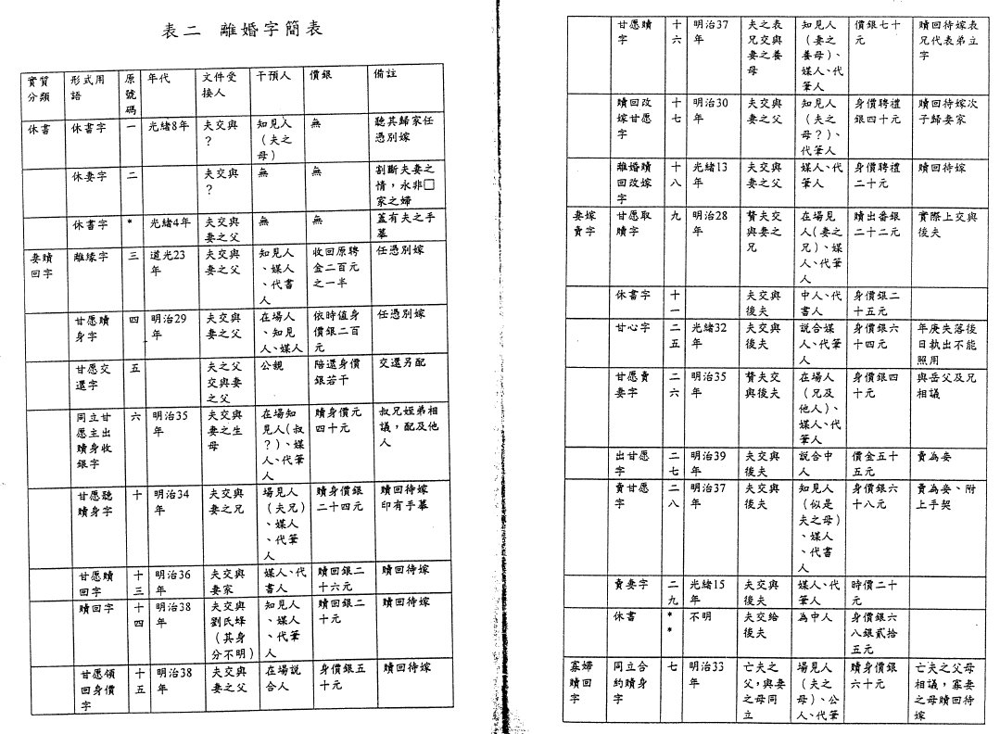 表二 離婚字簡表
實質
分類
形式用
語
原
號
碼
年代
文件受
接人
干預人
價銀
備註
休書
休書字
一
光緒8年
夫交與
?
知見人
(夫之
母)
無
聽其歸家任
憑別嫁
休妻字
二
夫交與
?
無
無
割斷夫妻之
情,永非□
家之婦
休書字
*
光緒4年
夫交與
妻之父
無
無
蓋有夫之手
摹
妻贖
回字
離緣字
三
道光23
年
夫交與
妻之父
知見人
、媒人
、代書
人
收回原聘
金二百元
之一半
任憑別嫁
甘愿贖
身字
四
明治29
年
夫交與
妻之父
在場人
、知見
人、媒人
依時值身
價銀二百
元
任憑別嫁
甘愿交
還字
五
夫之父
交與妻
之父
公親
陪還身價
銀若干
交還另配
同立甘
愿主出
贖身收
銀字
六
明治35
年
夫交與
妻之生
母
在場知
見人(叔
?)、媒
人、代筆
贖身價元
四十元
叔兄姪弟相
議,配及他
人
甘愿聽
贖身字
十
明治34
年
夫交與
妻之兄
場見人
(夫兄)
、媒人
、代筆
人
贖身價銀
二十四元
贖回待嫁
印有手摹
甘愿贖
回字
十
三
明治36
年
夫交與
妻家
媒人、代
書人
贖回銀二
十六元
贖回待嫁
贖回字
十
四
明治38
年
夫交與
劉氏蜂
(其身
分不明)
知見人
、媒人
、代筆
人
贖回銀二
十元
贖回待嫁
甘愿領
回身價
字
十
五
明治38
年
夫交與
妻之父
在場說
合人
身價銀五
十元
贖回待嫁
甘愿贖
字
十
六
明治37
年
夫之表
兄交與
妻之養
母
知見人
(妻之
養母)、
媒人、代
筆人
價銀七十
元
贖回待嫁表
兄代表弟立
字
贖回改
嫁甘愿
字
十
七
明治30
年
夫交與
妻之父
知見人
(夫之
母?)、
代筆人
身價聘禮
銀四十元
贖回待嫁次
子歸妻家
離婚贖
回改嫁
字
十
八
光緒13
年
夫交與
妻之父
媒人、代
筆人
身價聘禮
二十元
贖回待嫁
妻嫁
賣字
甘愿取
贖字
九
明治28
年
贅夫交
與妻之
兄
在場見
人(妻之
兄)、媒
人、代筆
人
贖出番銀
二十二元
實際上交與
後夫
休書字
十
一
夫交與
後夫
中人、代
書人
身價銀二
十五元
甘心字
二
五
光緒32
年
夫交與
後夫
說合媒
人、代筆
人
身價銀六
十四元
年庚失落後
日執出不能
照用
甘愿賣
妻字
二
六
明治35
年
贅夫交
與後夫
在場人
(兄及
他人)、
媒人、代
筆人
身價銀四
十元
與岳父及兄
相議
出甘愿
字
二
七
明治39
年
夫交與
後夫
說合中
人
價金五十
五元
賣為妾
賣甘愿
字
二
八
明治37
年
夫交與
後夫
知見人
(似是
夫之母)
、媒人
、代書
人
身價銀六
十八元
賣為妾、附
上手契
賣妻字
二
九
光緒15
年
夫交與
後夫
媒人、代
筆人
時價二十
元
休書
*
*
不明
夫交給
後夫
為中人
身價銀六
八銀貳拾
五元
寡婦
贖回
字
同立合
約贖身
字
七
明治33
年
亡夫之
父,與妻
之母同
立
場見人
(夫之
母)、公
人、代筆
贖身價銀
六十元
亡夫之父母
相議,寡妻
之母贖回待
嫁